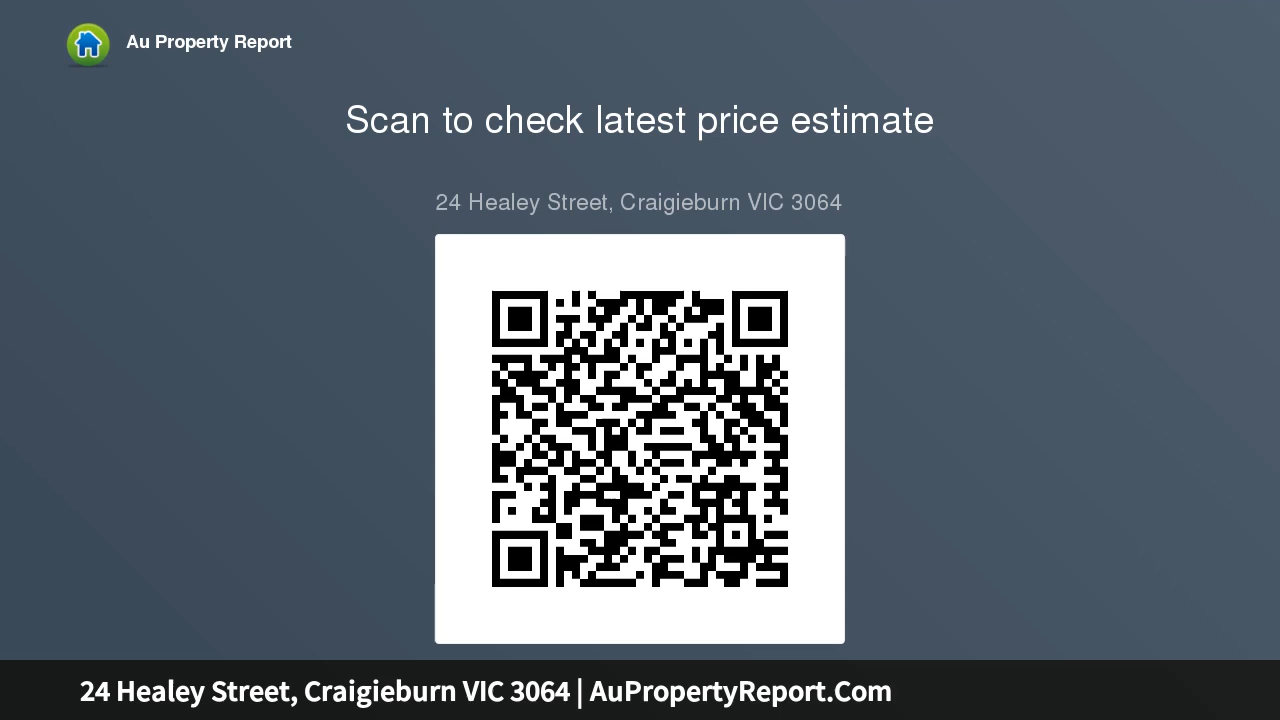 Au Property Report
Scan to check latest price estimate
24 Healey Street, Craigieburn VIC 3064
24 Healey Street, Craigieburn VIC 3064 | AuPropertyReport.Com